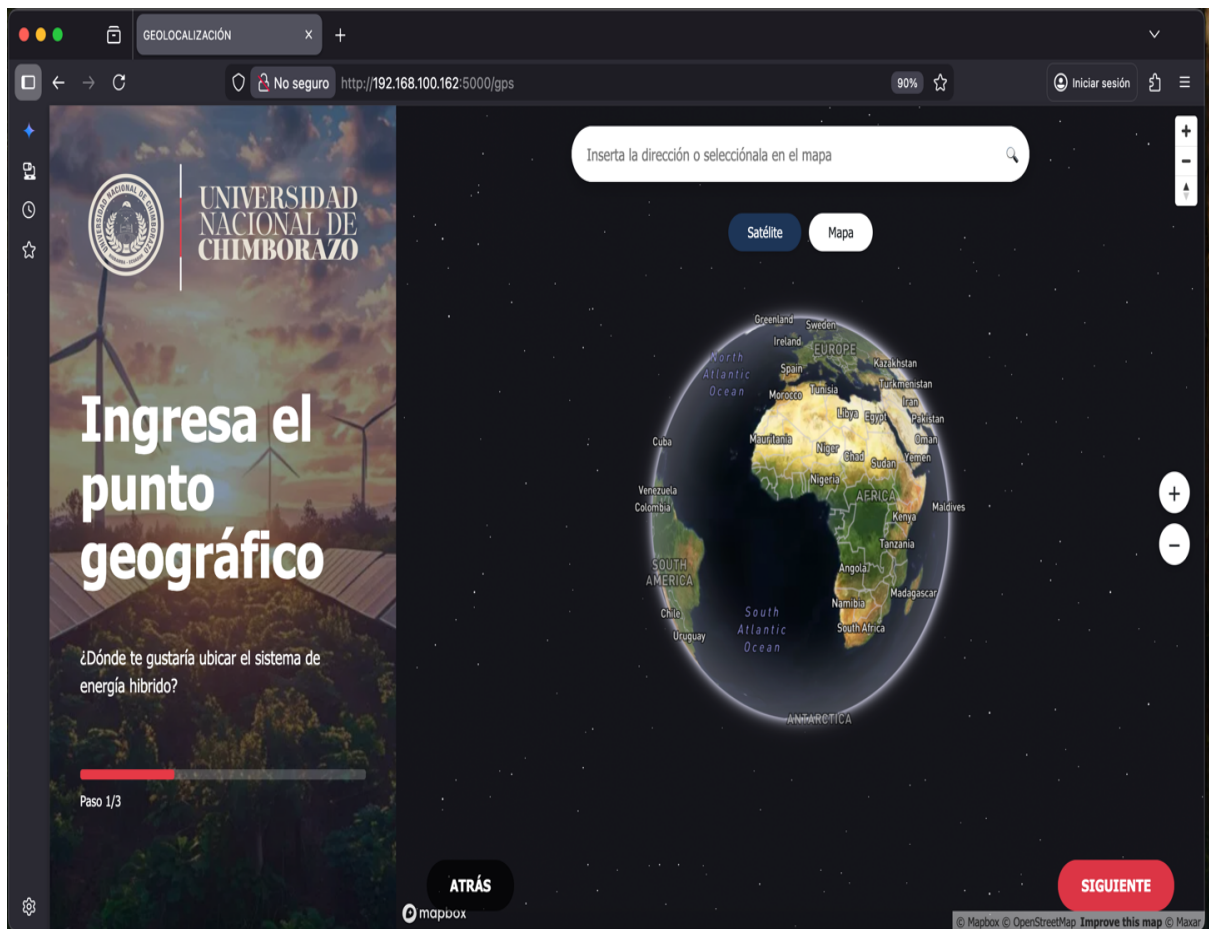 GEOLOCALIZACIÓN
No seguro
http://192.168.100.162:5000/gps
90%
Iniciar sesión
UNIVERSIDAD
NACIONAL DE
CHIMBORAZO
Ingresa el
punto
geográfico
¿Dónde te gustaría ubicar el sistema de
energía hibrido?
Paso 1/3
Inserta la dirección o selecciónala en el mapa
Satélite
Mapa
Greenland
Sweden
Ireland
EUROPE
North
Atlantic
Ocean
Kazakhstan
Spain
Turkmenistan
Morocco
Tunisia
Iran
Libya
Egypt
Pakistan
Cuba
Mauritania
Oman
Niger
Chad
Sudan
Yemen
Nigeria
Venezuela
AFRICA
Colombia
Maldives
Kenya
Tanzania
SOUTH
AMERICA
Angola
Madagascar
Namibia
Chile
South
Atlantic
Ocean
Uruguay
South Africa
ANTARCTICA
ATRÁS
SIGUIENTE
mapbox
© Mapbox © OpenStreetMap Improve this map © Maxar